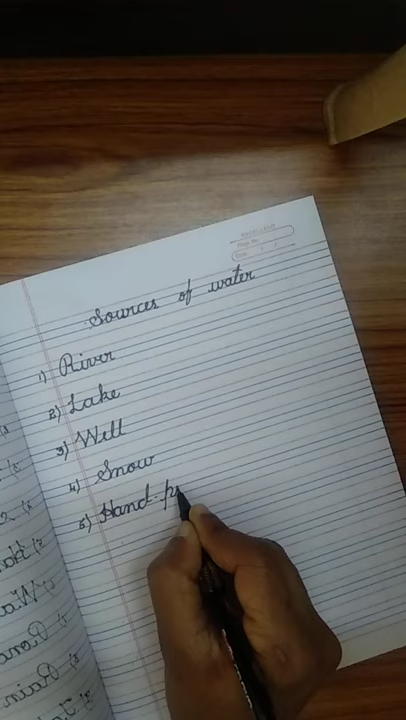 Sources of water
1) River
2) Lake
3) Well
4) Snow
5) Hand-p